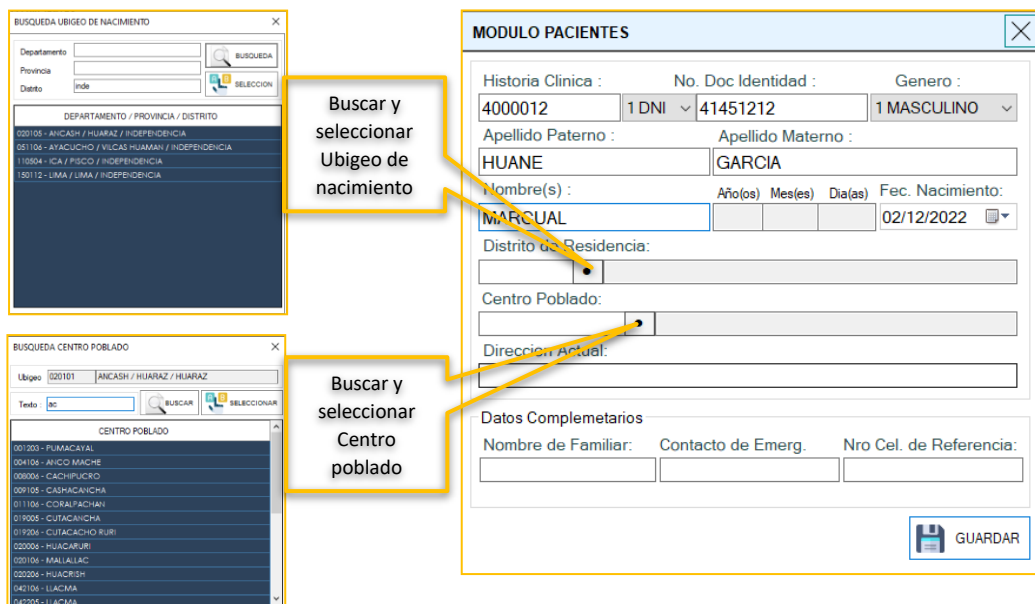 BUSQUEDA UBIGEO DE NACIMIENTO
Departamento
BUSQUEDA
Provincia
Distrito inde
SELECCION
DEPARTAMENTO / PROVINCIA / DISTRITO
020105 - ANCASH / HUARAZ / INDEPENDENCIA
051106 - AYACUCHO / VILCAS HUAMAN / INDEPENDENCIA
110504 - ICA / PISCO / INDEPENDENCIA
150112 - LIMA / LIMA / INDEPENDENCIA
Buscar y
seleccionar
Ubigeo de
nacimiento
BUSQUEDA CENTRO POBLADO
Ubigeo 020101 ANCASH / HUARAZ / HUARAZ
Texto : ac BUSCAR SELECCIONAR
CENTRO POBLADO
001203 - PUMACAYAL
004106 - ANCO MACHE
008006 - CACHIPUCRO
009105 - CASHACANCHA
011106 - CORALPACHAN
019005 - CUTACANCHA
019206 - CUTACACHO RURI
020006 - HUACARURI
020106 - MALLALLAC
020206 - HUACRISH
042106 - LLACMA
042205 - LLACMA
Buscar y
seleccionar
Centro
poblado
MODULO PACIENTES
Historia Clinica : No. Doc Identidad : Genero :
4000012 1 DNI 41451212 1 MASCULINO
Apellido Paterno : Apellido Materno :
HUANE GARCIA
Nombre(s) : Año(os) Mes(es) Dia(as) Fec. Nacimiento:
MARCUAL 02/12/2022
Distrito de Residencia:
Centro Poblado:
Direccion Actual:
Datos Complemetarios
Nombre de Familiar: Contacto de Emerg. Nro Cel. de Referencia:
GUARDAR